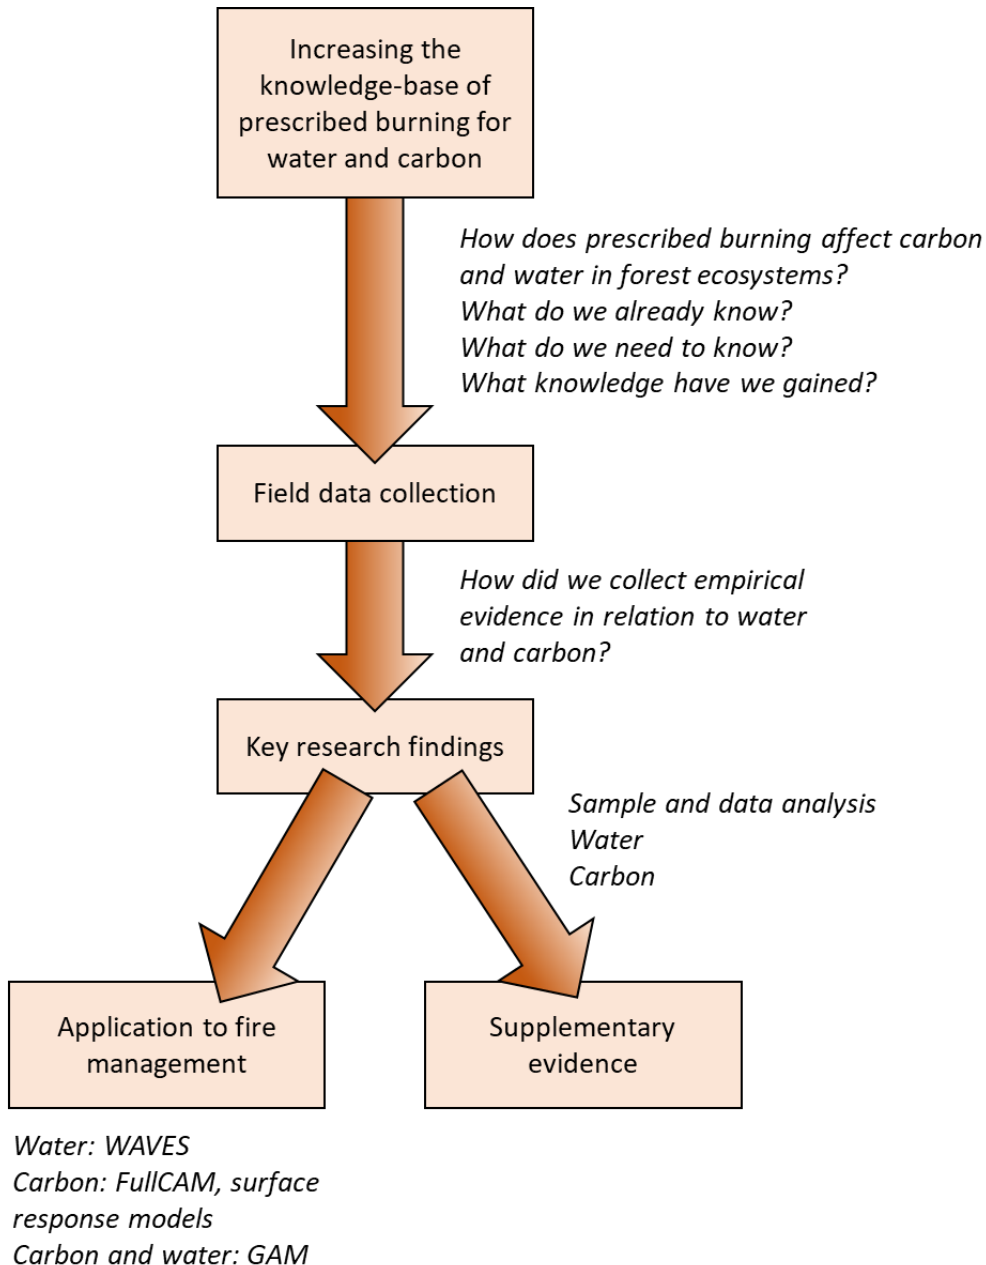 Increasing the
knowledge-base of
prescribed burning for
water and carbon
How does prescribed burning affect carbon
and water in forest ecosystems?
What do we already know?
What do we need to know?
What knowledge have we gained?
Field data collection
How did we collect empirical
evidence in relation to water
and carbon?
Key research findings
Sample and data analysis
Water
Carbon
Application to fire
management
Supplementary
evidence
Water: WAVES
Carbon: FullCAM, surface
response models
Carbon and water: GAM